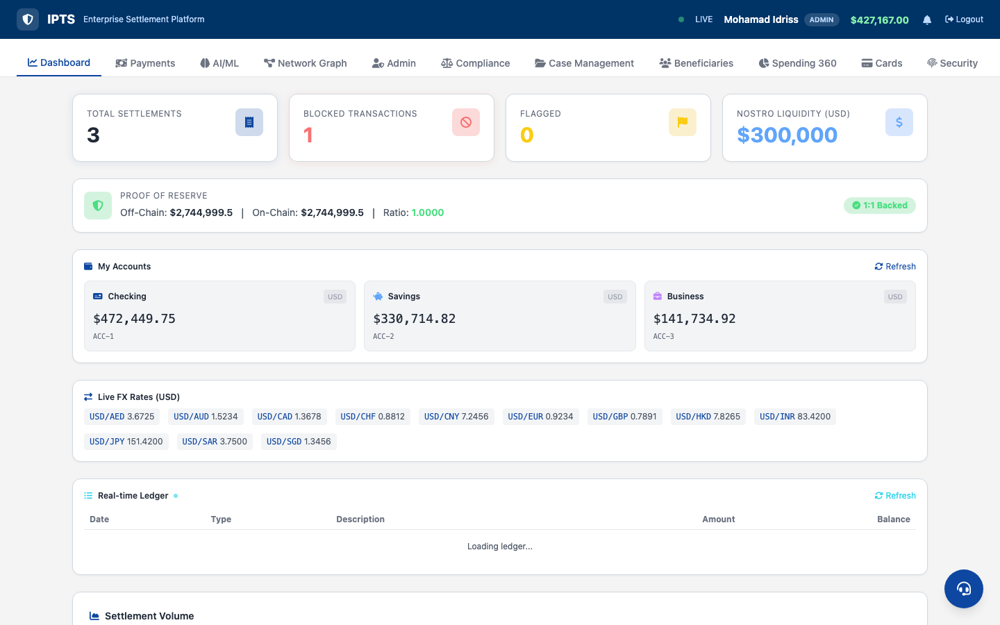 IPTS Enterprise Settlement Platform LIVE Mohamad Idriss ADMIN $427,167.00 Logout
Dashboard Payments AI/ML Network Graph Admin Compliance Case Management Beneficiaries Spending 360 Cards Security
TOTAL SETTLEMENTS
3
BLOCKED TRANSACTIONS
1
FLAGGED
0
NOSTRO LIQUIDITY (USD)
$300,000
PROOF OF RESERVE
Off-Chain: $2,744,999.5 | On-Chain: $2,744,999.5 | Ratio: 1.0000
1:1 Backed
My Accounts Refresh
Checking USD
$472,449.75
ACC-1
Savings USD
$330,714.82
ACC-2
Business USD
$141,734.92
ACC-3
Live FX Rates (USD)
USD/AED 3.6725 USD/AUD 1.5234 USD/CAD 1.3678 USD/CHF 0.8812 USD/CNY 7.2456 USD/EUR 0.9234 USD/GBP 0.7891 USD/HKD 7.8265 USD/INR 83.4200
USD/JPY 151.4200 USD/SAR 3.7500 USD/SGD 1.3456
Real-time Ledger Refresh
Date Type Description Amount Balance
Loading ledger...
Settlement Volume